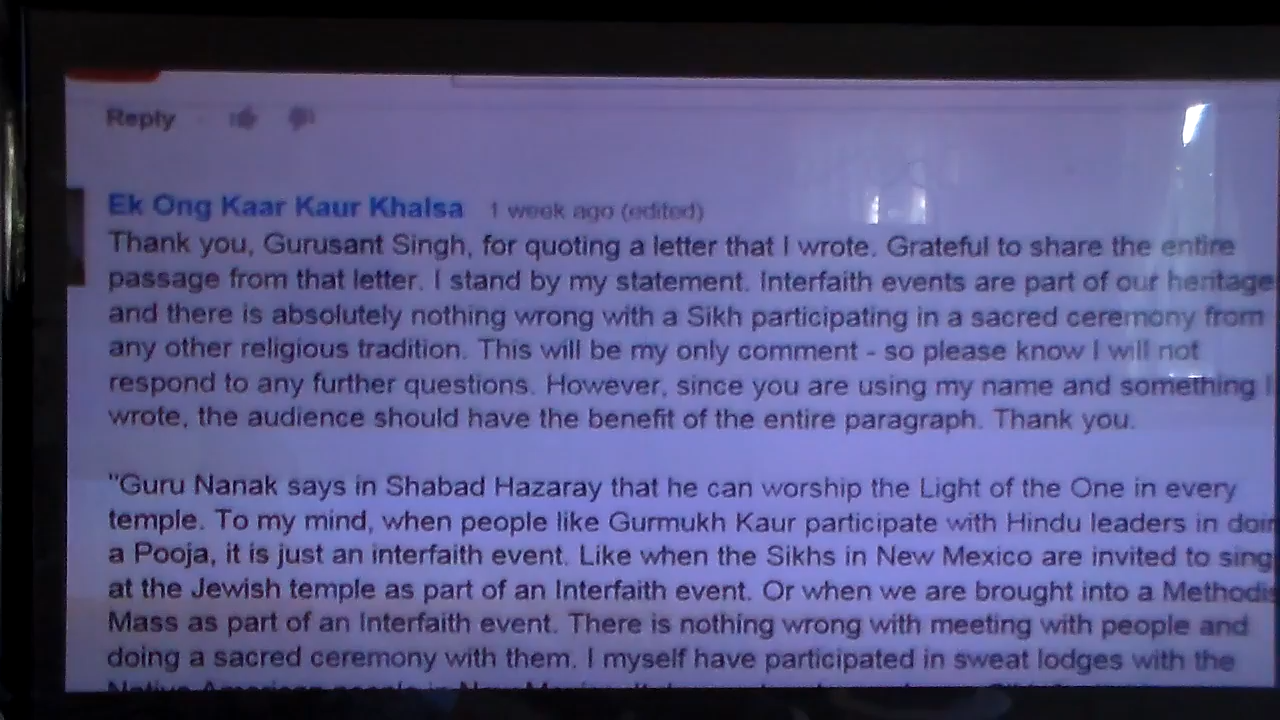 Reply
Ek Ong Kaar Kaur Khalsa 1 week ago (edited)
Thank you, Gurusant Singh, for quoting a letter that I wrote. Grateful to share the entire
passage from that letter. I stand by my statement. Interfaith events are part of our heritage
and there is absolutely nothing wrong with a Sikh participating in a sacred ceremony from
any other religious tradition. This will be my only comment - so please know I will not
respond to any further questions. However, since you are using my name and something I
wrote, the audience should have the benefit of the entire paragraph. Thank you.
"Guru Nanak says in Shabad Hazaray that he can worship the Light of the One in every
temple. To my mind, when people like Gurmukh Kaur participate with Hindu leaders in
a Pooja, it is just an interfaith event. Like when the Sikhs in New Mexico are invited to sing
at the Jewish temple as part of an Interfaith event. Or when we are brought into a
Mass as part of an Interfaith event. There is nothing wrong with meeting with people and
doing a sacred ceremony with them. I myself have participated in sweat lodges with the